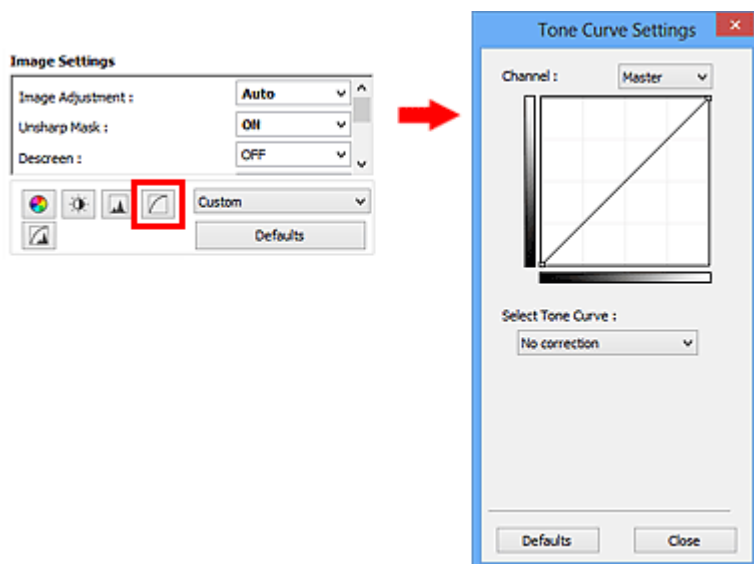 Image Settings
Image Adjustment : Auto
Unsharp Mask : ON
Descreen : OFF
Custom
Defaults
Tone Curve Settings
Channel : Master
Select Tone Curve :
No correction
Defaults Close